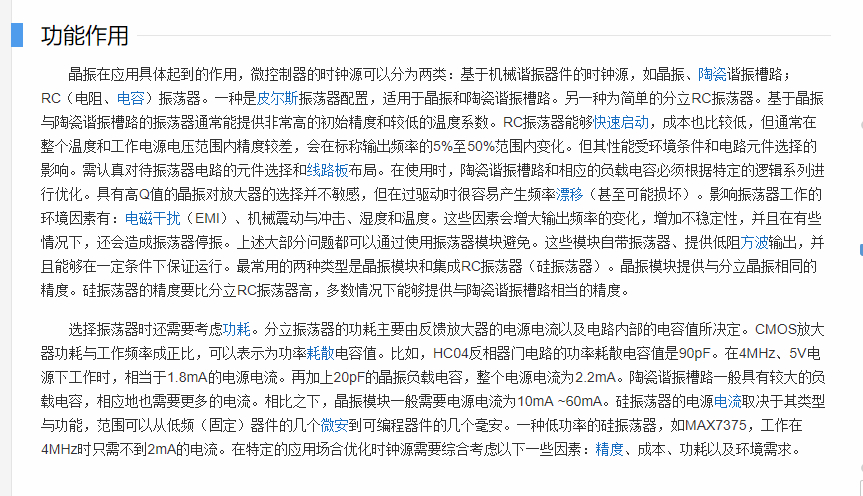 功能作用
晶振在应用具体起到的作用，微控制器的时钟源可以分为两类：基于机械谐振器件的时钟源，如晶振、陶瓷谐振槽路；
RC（电阻、电容）振荡器。一种是皮尔斯振荡器配置，适用于晶振和陶瓷谐振槽路。另一种为简单的分立RC振荡器。基于晶振
与陶瓷谐振槽路的振荡器通常能提供非常高的初始精度和较低的温度系数。RC振荡器能够快速启动，成本也比较低，但通常在
整个温度和工作电源电压范围内精度较差，会在标称输出频率的5%至50%范围内变化。但其性能受环境条件和电路元件选择的
影响。需认真对待振荡器电路的元件选择和线路板布局。在使用时，陶瓷谐振槽路和相应的负载电容必须根据特定的逻辑系列进
行优化。具有高Q值的晶振对放大器的选择并不敏感，但在过驱动时很容易产生频率漂移（甚至可能损坏）。影响振荡器工作的
环境因素有：电磁干扰（EMI）、机械震动与冲击、湿度和温度。这些因素会增大输出频率的变化，增加不稳定性，并且在有些
情况下，还会造成振荡器停振。上述大部分问题都可以通过使用振荡器模块避免。这些模块自带振荡器、提供低阻方波输出，并
且能够在一定条件下保证运行。最常用的两种类型是晶振模块和集成RC振荡器（硅振荡器）。晶振模块提供与分立晶振相同的
精度。硅振荡器的精度要比分立RC振荡器高，多数情况下能够提供与陶瓷谐振槽路相当的精度。
选择振荡器时还需要考虑功耗。分立振荡器的功耗主要由反馈放大器的电源电流以及电路内部的电容值所决定。CMOS放大
器功耗与工作频率成正比，可以表示为功率耗散电容值。比如，HC04反相器门电路的功率耗散电容值是90pF。在4MHz、5V电
源下工作时，相当于1.8mA的电源电流。再加上20pF的晶振负载电容，整个电源电流为2.2mA。陶瓷谐振槽路一般具有较大的负
载电容，相应地也需要更多的电流。相比之下，晶振模块一般需要电源电流为10mA ~60mA。硅振荡器的电源电流取决于其类型
与功能，范围可以从低频（固定）器件的几个微安到可编程器件的几个毫安。一种低功率的硅振荡器，如MAX7375，工作在
4MHz时只需不到2mA的电流。在特定的应用场合优化时钟源需要综合考虑以下一些因素：精度、成本、功耗以及环境需求。